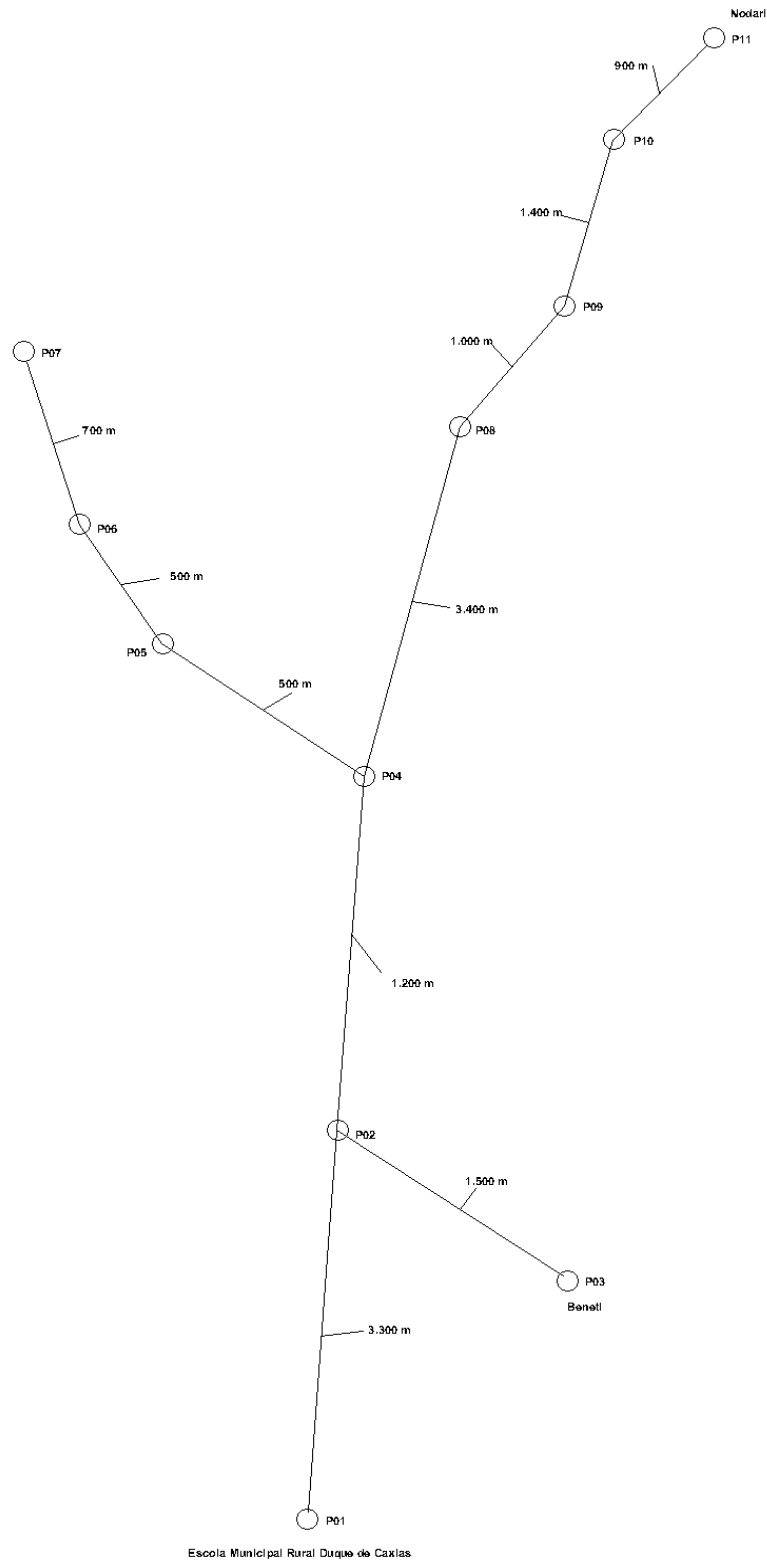 Nodari
P11
900 m
P10
1.400 m
P09
1.000 m
P07
P08
700 m
P06
500 m
3.400 m
P05
500 m
P04
1.200 m
P02
1.500 m
P03
Beneti
3.300 m
P01
Escola Municipal Rural Duque de Caxias